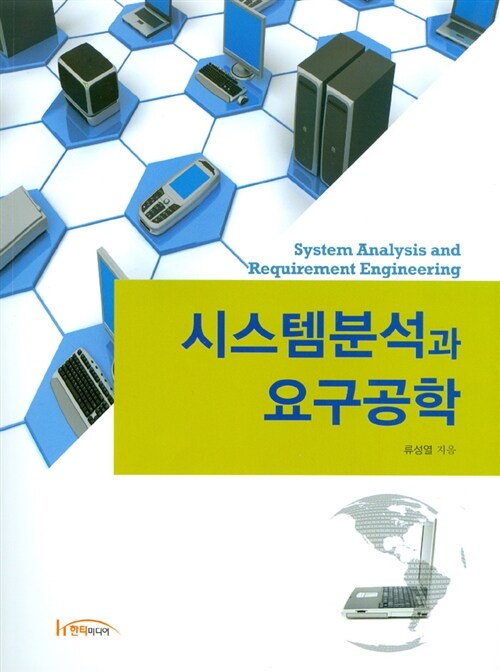 System Analysis and
Requirement Engineering
시스템분석과
요구공학
류성열 지음
한티미디어